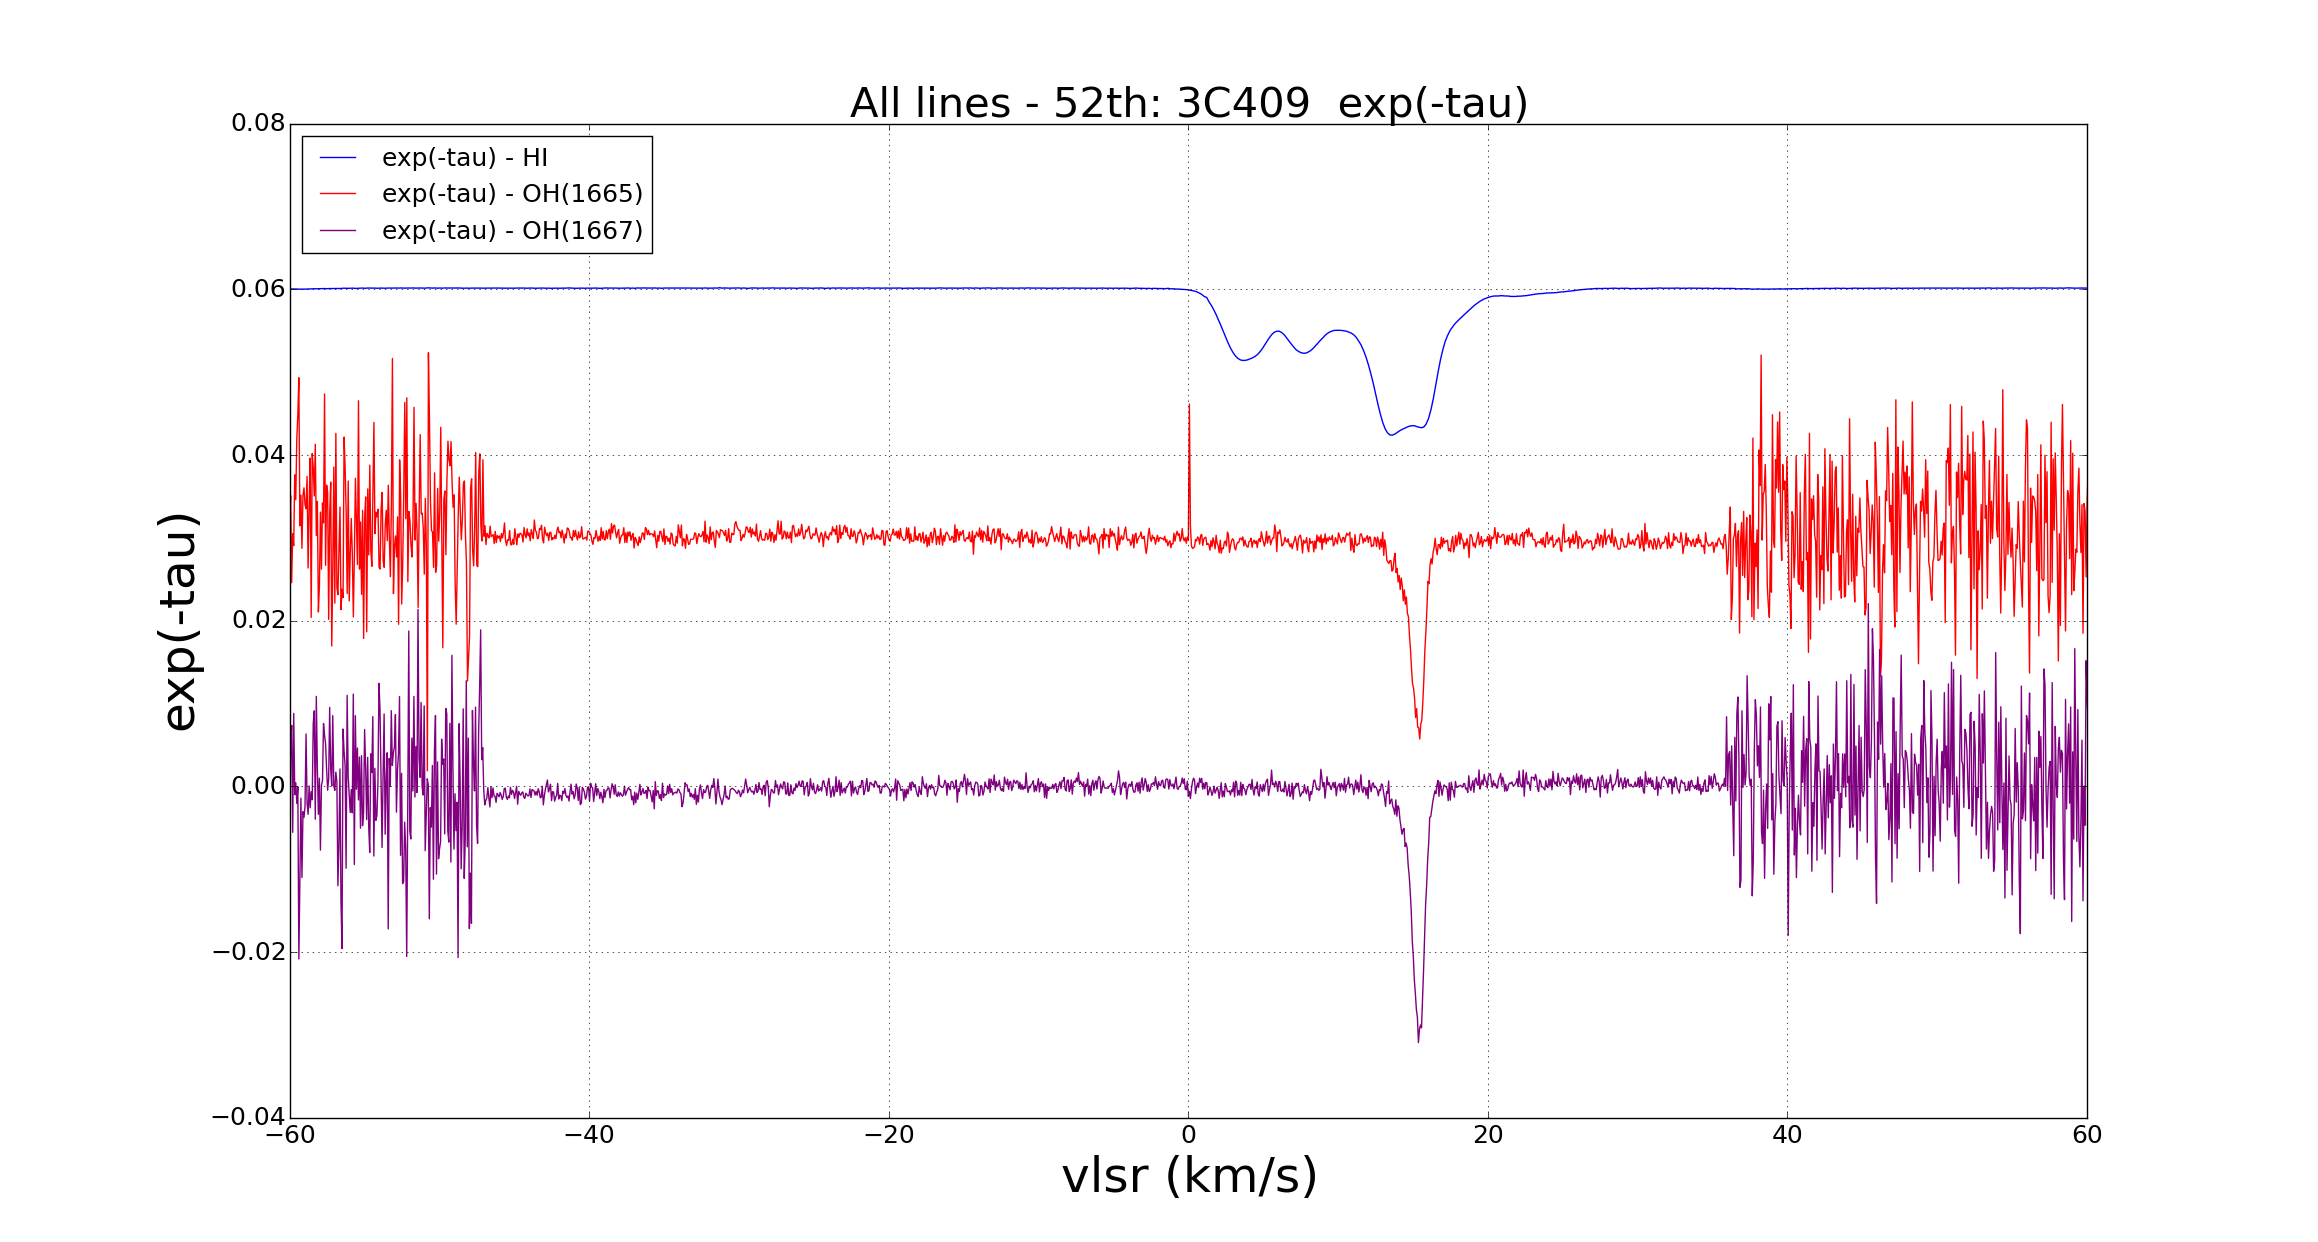 All lines - 52th: 3C409  exp(-tau)
exp(-tau) - HI
exp(-tau) - OH(1665)
exp(-tau) - OH(1667)
0.08
0.06
0.04
0.02
0.00
−0.02
−0.04
exp(-tau)
−60 −40 −20 0 20 40 60
vlsr (km/s)